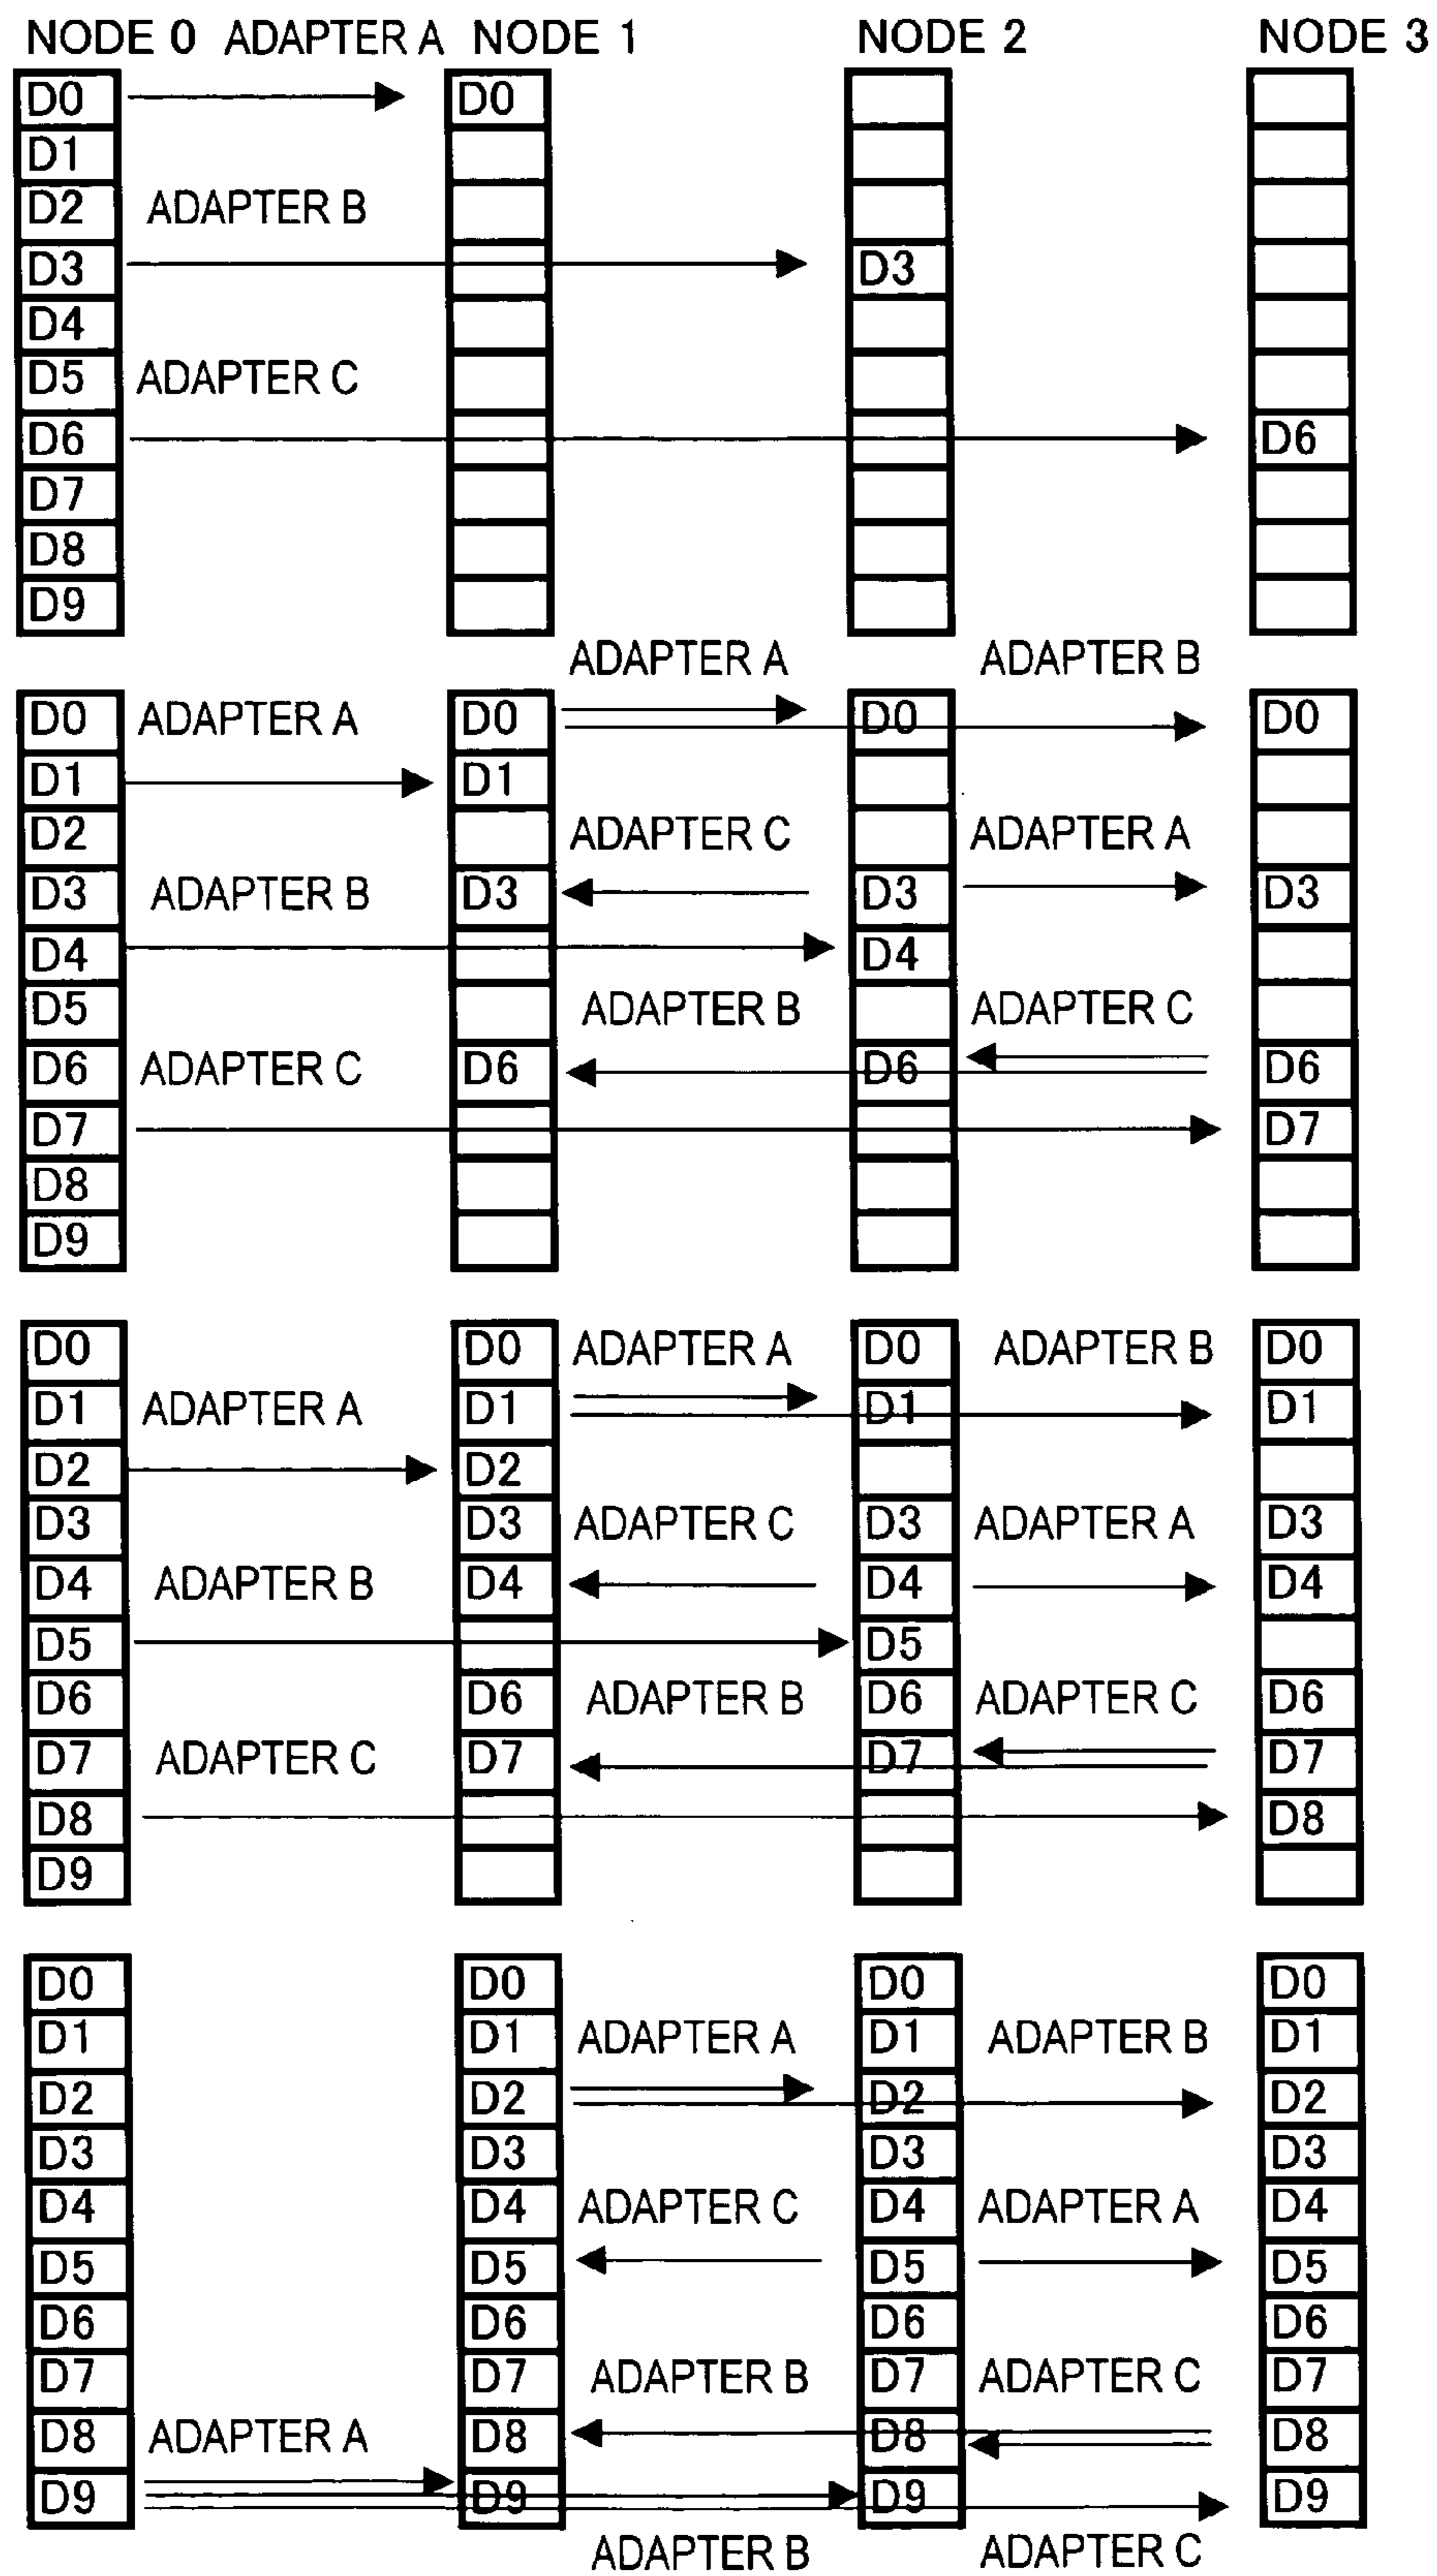 NODE 0 ADAPTER A NODE 1 NODE 2 NODE 3
D0 D0
D1
D2 ADAPTER B
D3 D3
D4
D5 ADAPTER C
D6 D6
D7
D8
D9
ADAPTER A ADAPTER B
D0 ADAPTER A D0 D0 D0
D1 D1
D2 ADAPTER C ADAPTER A
D3 ADAPTER B D3 D3 D3
D4 D4
D5 ADAPTER B ADAPTER C
D6 ADAPTER C D6 D6 D6
D7 D7
D8
D9
D0 D0 ADAPTER A D0 ADAPTER B D0
D1 ADAPTER A D1 D1 D1
D2 D2
D3 D3 ADAPTER C D3 ADAPTER A D3
D4 ADAPTER B D4 D4 D4
D5 D5
D6 D6 ADAPTER B D6 ADAPTER C D6
D7 ADAPTER C D7 D7 D7
D8 D8
D9
D0 D0 D0 D0
D1 D1 ADAPTER A D1 ADAPTER B D1
D2 D2 D2 D2
D3 D3 D3 D3
D4 D4 ADAPTER C D4 ADAPTER A D4
D5 D5 D5 D5
D6 D6 D6 D6
D7 D7 ADAPTER B D7 ADAPTER C D7
D8 ADAPTER A D8 D8 D8
D9 D9 D9 D9
ADAPTER B ADAPTER C